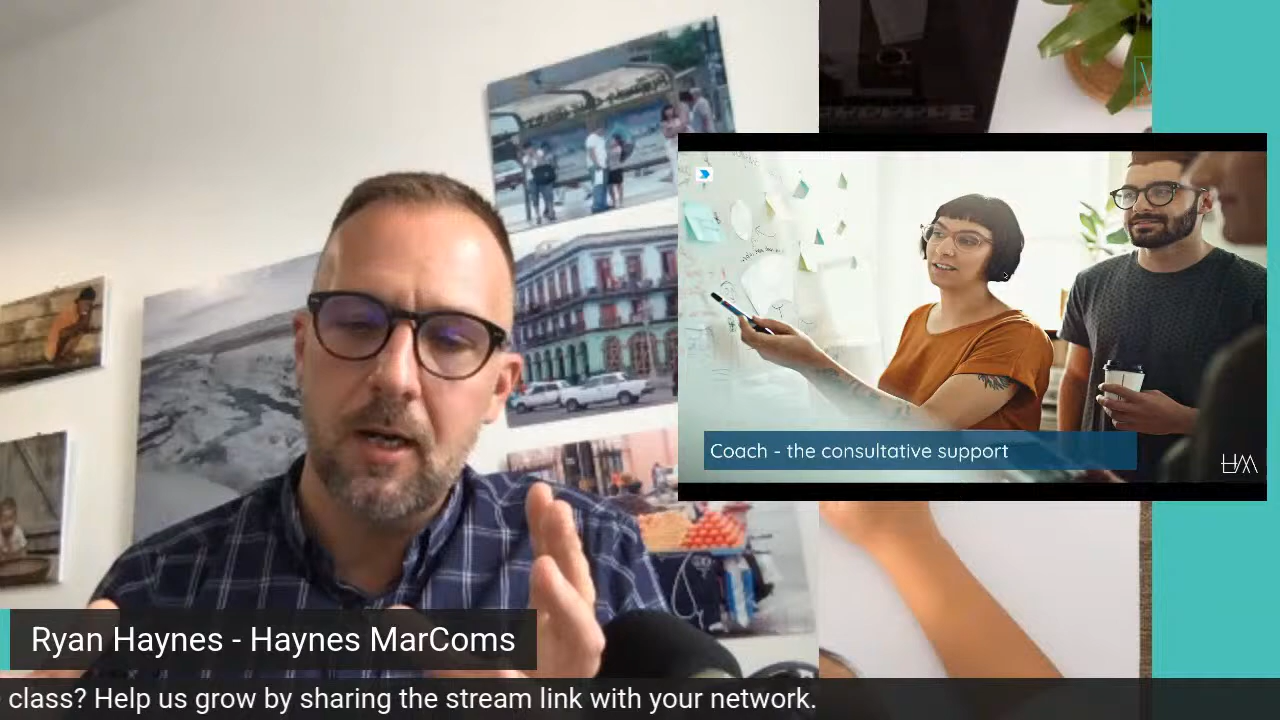 Coach - the consultative support
HM
Ryan Haynes - Haynes MarComs
class? Help us grow by sharing the stream link with your network.